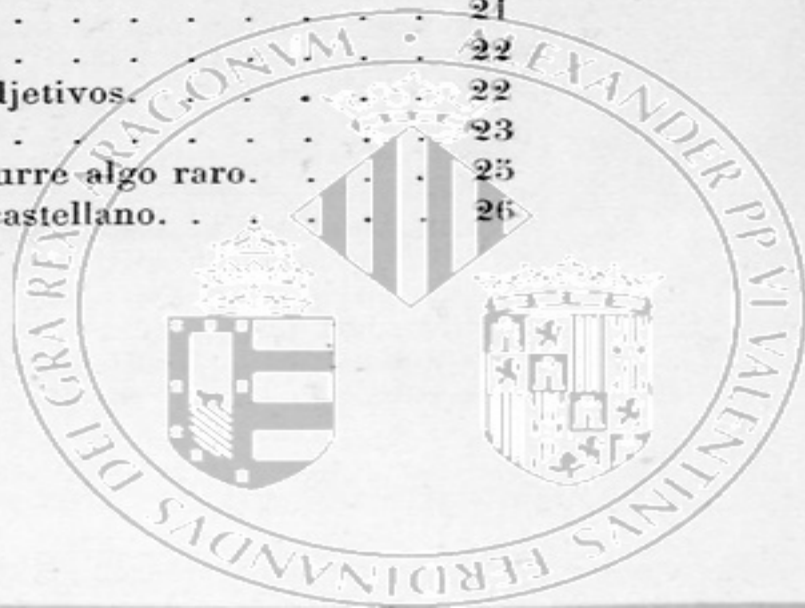 . . . . . . . . 21
. . . . . . . . 22
djetivos. . . . . . . 22
. . . . . . . . 23
urre algo raro. . . . . 25
castellano. . . . . . 26
ALEXANDER PP VI VALENTINVS FERDINANDVS DEI GRA REX ARAGONVM